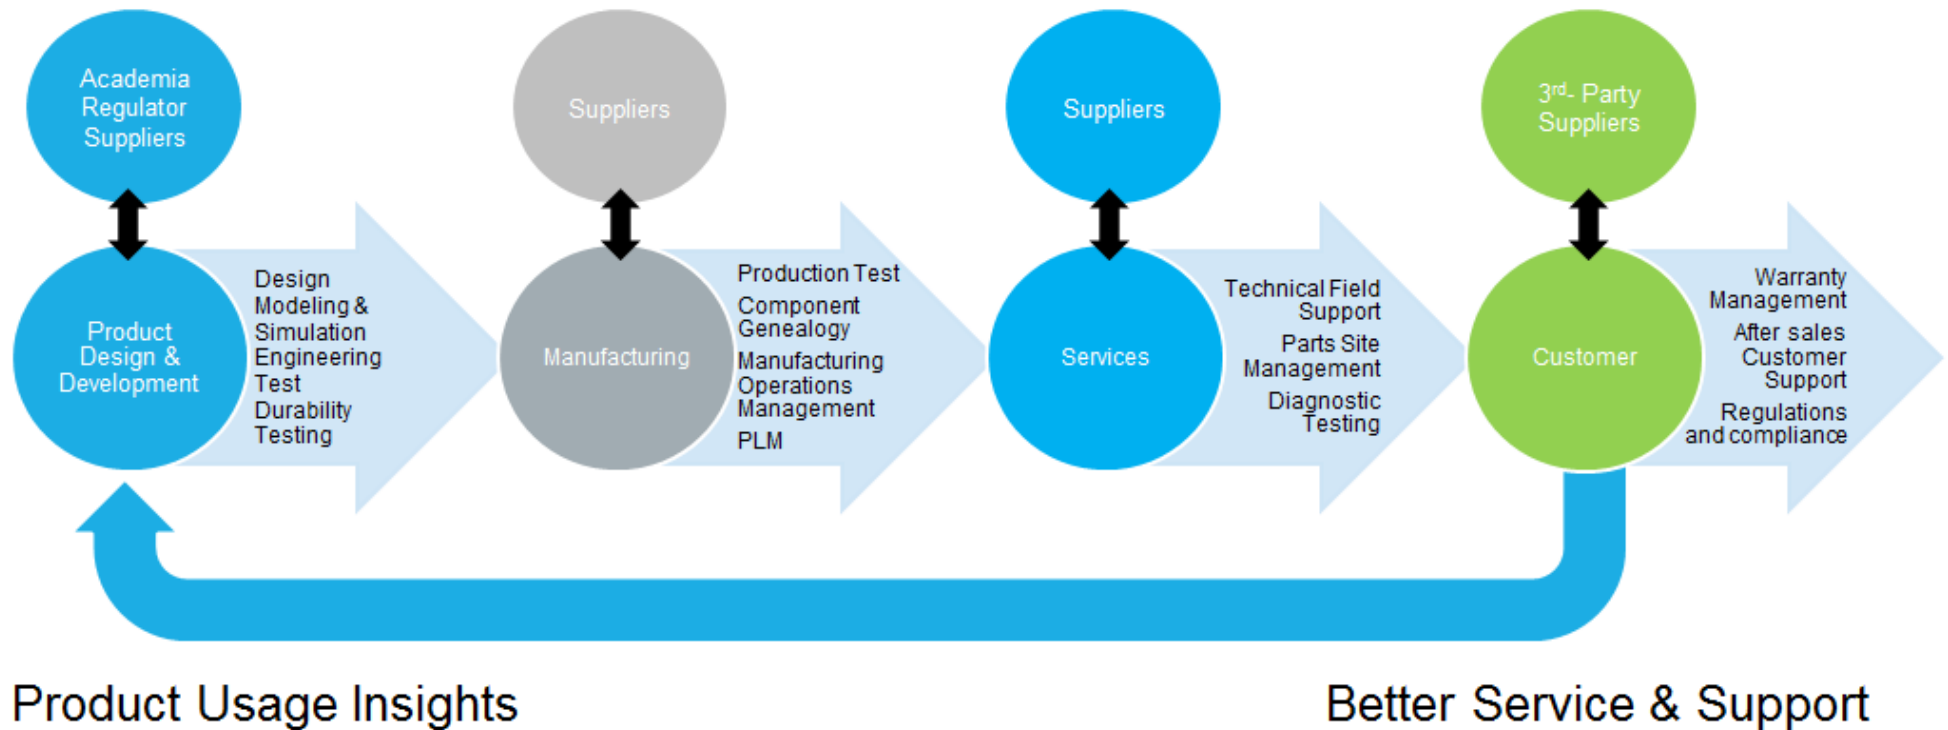 Academia
Regulator
Suppliers
Suppliers
Suppliers
3rd- Party
Suppliers
Product
Design &
Development
Design
Modeling &
Simulation
Engineering
Test
Durability
Testing
Manufacturing
Production Test
Component
Genealogy
Manufacturing
Operations
Management
PLM
Services
Technical Field
Support
Parts Site
Management
Diagnostic
Testing
Customer
Warranty
Management
After sales
Customer
Support
Regulations
and compliance
Product Usage Insights
Better Service & Support